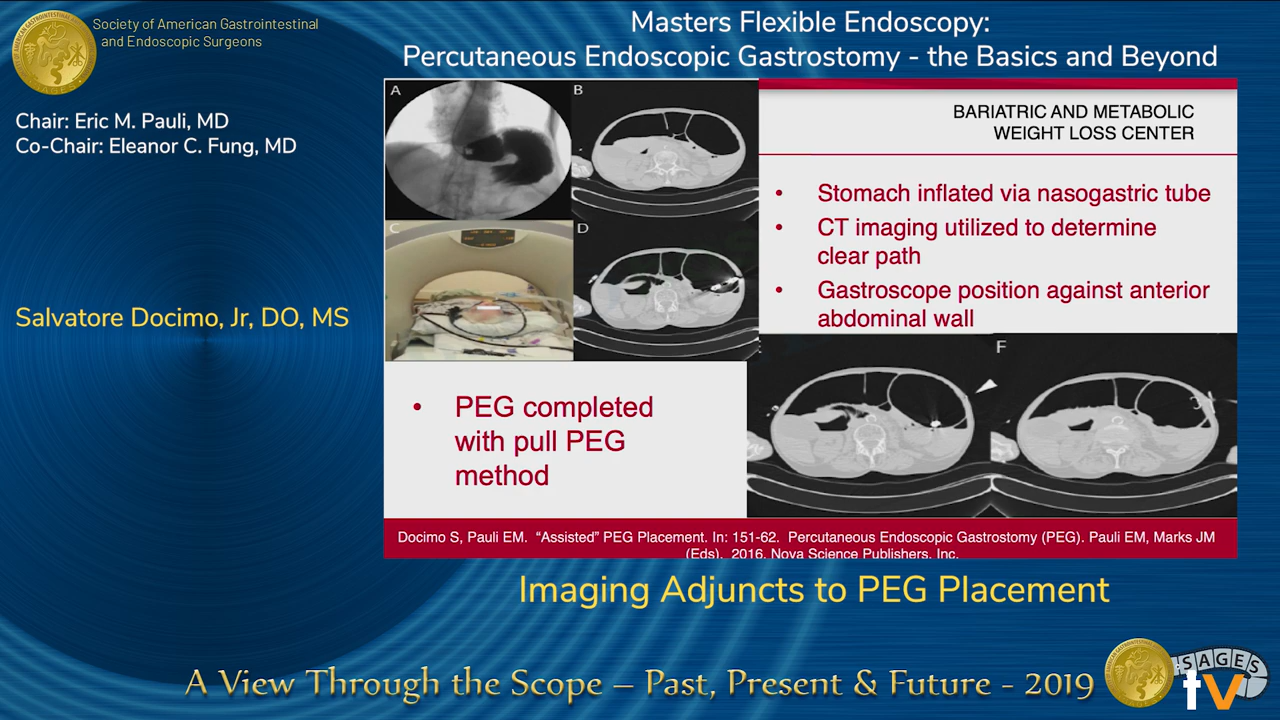 Society of American Gastrointestinal
and Endoscopic Surgeons
Masters Flexible Endoscopy:
Percutaneous Endoscopic Gastrostomy - the Basics and Beyond
Chair: Eric M. Pauli, MD
Co-Chair: Eleanor C. Fung, MD
Salvatore Docimo, Jr, DO, MS
A
B
C
D
BARIATRIC AND METABOLIC
WEIGHT LOSS CENTER
• Stomach inflated via nasogastric tube
• CT imaging utilized to determine
clear path
• Gastroscope position against anterior
abdominal wall
F
• PEG completed
with pull PEG
method
Docimo S, Pauli EM. “Assisted” PEG Placement. In: 151-62. Percutaneous Endoscopic Gastrostomy (PEG). Pauli EM, Marks JM
(Eds). 2016. Nova Science Publishers, Inc.
Imaging Adjuncts to PEG Placement
A View Through the Scope – Past, Present & Future - 2019
SAGES
tv